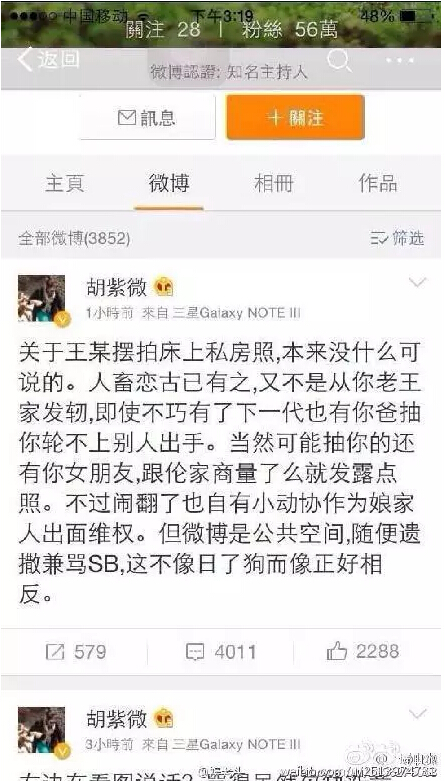 中国移动 下午3:19 48%
關注 28 | 粉絲 56萬
返回
微博認證: 知名主持人
訊息 +關注
主頁 微博 相冊 作品
全部微博(3852) 筛选
胡紫微
1小時前 來自 三星Galaxy NOTE III
关于王某摆拍床上私房照,本来没什么可
说的。人畜恋古已有之,又不是从你老王
家发轫,即使不巧有了下一代也有你爸抽
你轮不上别人出手。当然可能抽你的还
有你女朋友,跟伦家商量了么就发露点
照。不过闹翻了也自有小动协作为娘家
人出面维权。但微博是公共空间,随便遗
撒兼骂SB,这不像日了狗而像正好相
反。
579 4011 2288
胡紫微
3小時前 來自 三星Galaxy NOTE III